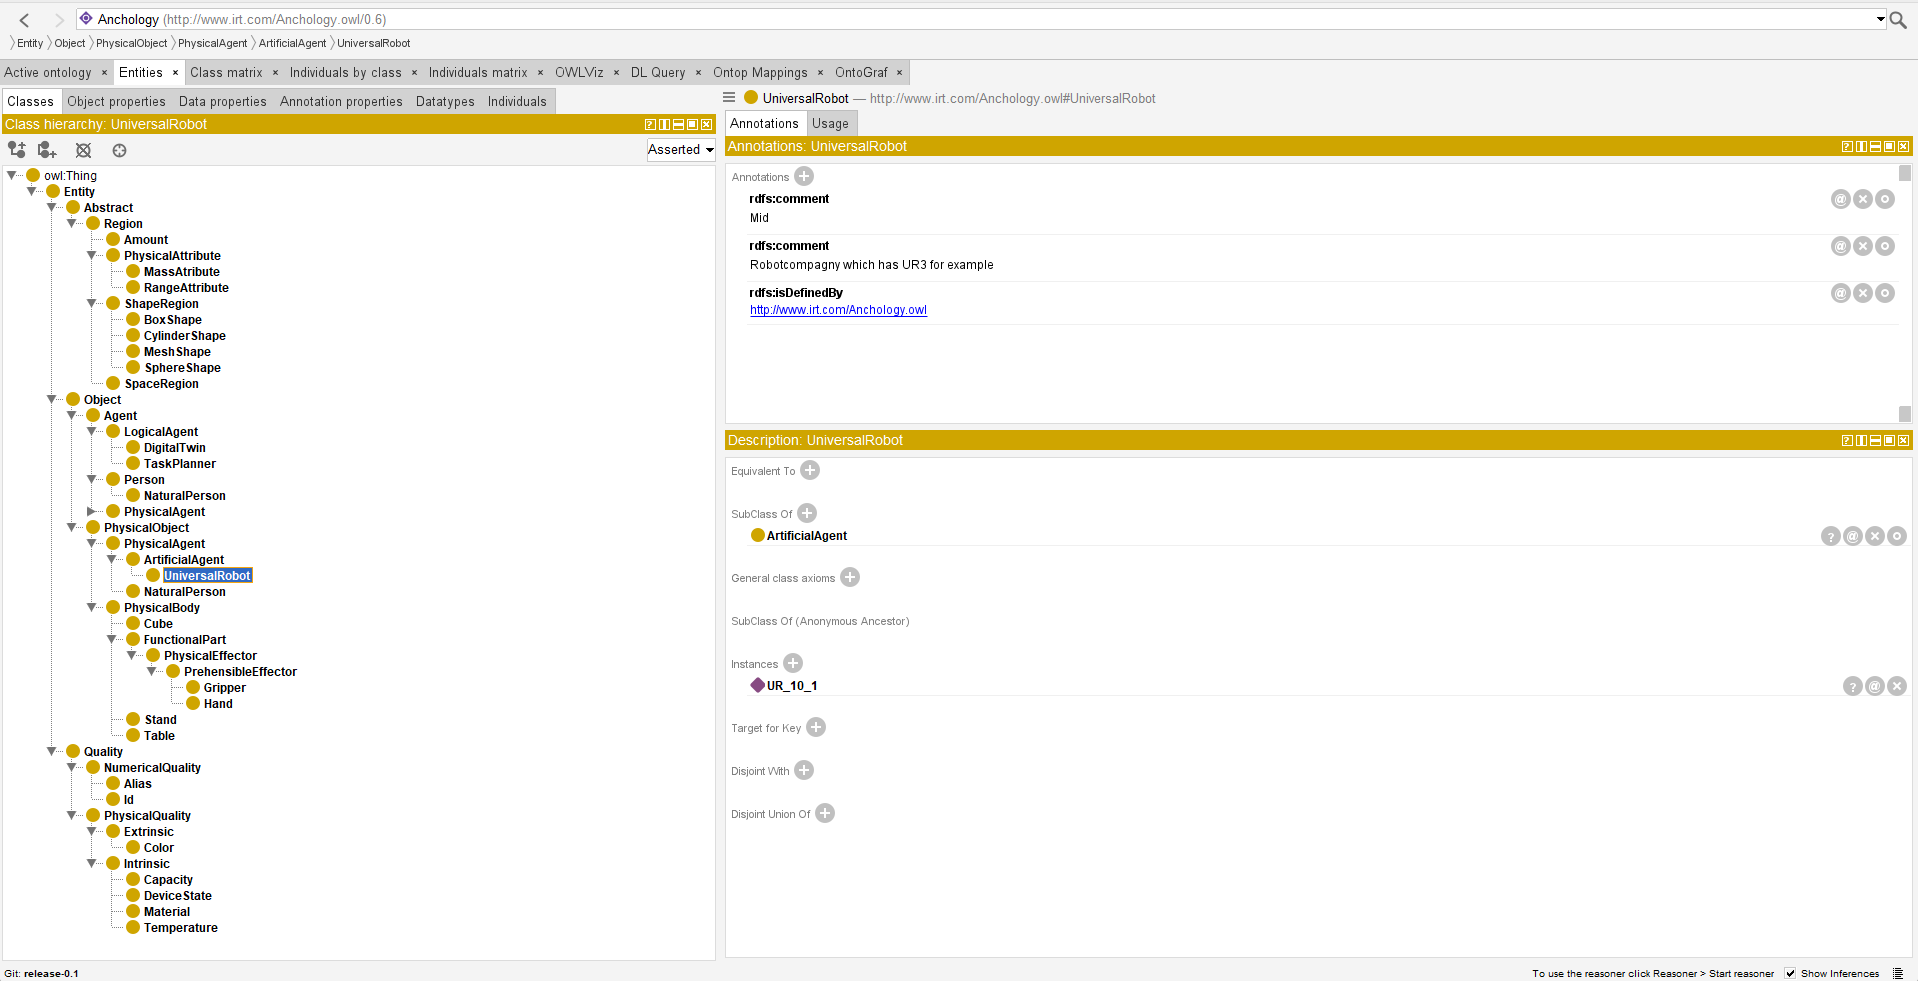 Anchology (http://www.irt.com/Anchology.owl/0.6)
Entity Object PhysicalObject PhysicalAgent ArtificialAgent UniversalRobot
Active ontology × Entities × Class matrix × Individuals by class × Individuals matrix × OWLViz × DL Query × Ontop Mappings × OntoGraf ×
Classes Object properties Data properties Annotation properties Datatypes Individuals
Class hierarchy: UniversalRobot
Asserted
owl:Thing
Entity
Abstract
Region
Amount
PhysicalAttribute
MassAtribute
RangeAttribute
ShapeRegion
BoxShape
CylinderShape
MeshShape
SphereShape
SpaceRegion
Object
Agent
LogicalAgent
DigitalTwin
TaskPlanner
Person
NaturalPerson
PhysicalAgent
PhysicalObject
PhysicalAgent
ArtificialAgent
UniversalRobot
NaturalPerson
PhysicalBody
Cube
FunctionalPart
PhysicalEffector
PrehensibleEffector
Gripper
Hand
Stand
Table
Quality
NumericalQuality
Alias
Id
PhysicalQuality
Extrinsic
Color
Intrinsic
Capacity
DeviceState
Material
Temperature
UniversalRobot — http://www.irt.com/Anchology.owl#UniversalRobot
Annotations Usage
Annotations: UniversalRobot
Annotations
rdfs:comment
Mid
rdfs:comment
Robotcompagny which has UR3 for example
rdfs:isDefinedBy
http://www.irt.com/Anchology.owl
Description: UniversalRobot
Equivalent To
SubClass Of
ArtificialAgent
General class axioms
SubClass Of (Anonymous Ancestor)
Instances
UR_10_1
Target for Key
Disjoint With
Disjoint Union Of
Git: release-0.1
To use the reasoner click Reasoner > Start reasoner Show Inferences